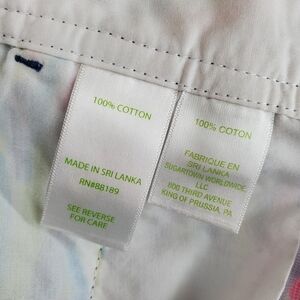 100% COTTON
MADE IN SRI LANKA
RN#88189
SEE REVERSE
FOR CARE
100% COTON
FABRIQUE EN
SRI LANKA
SUGARTOWN WORLDWIDE
LLC
800 THIRD AVENUE
KING OF PRUSSIA, PA